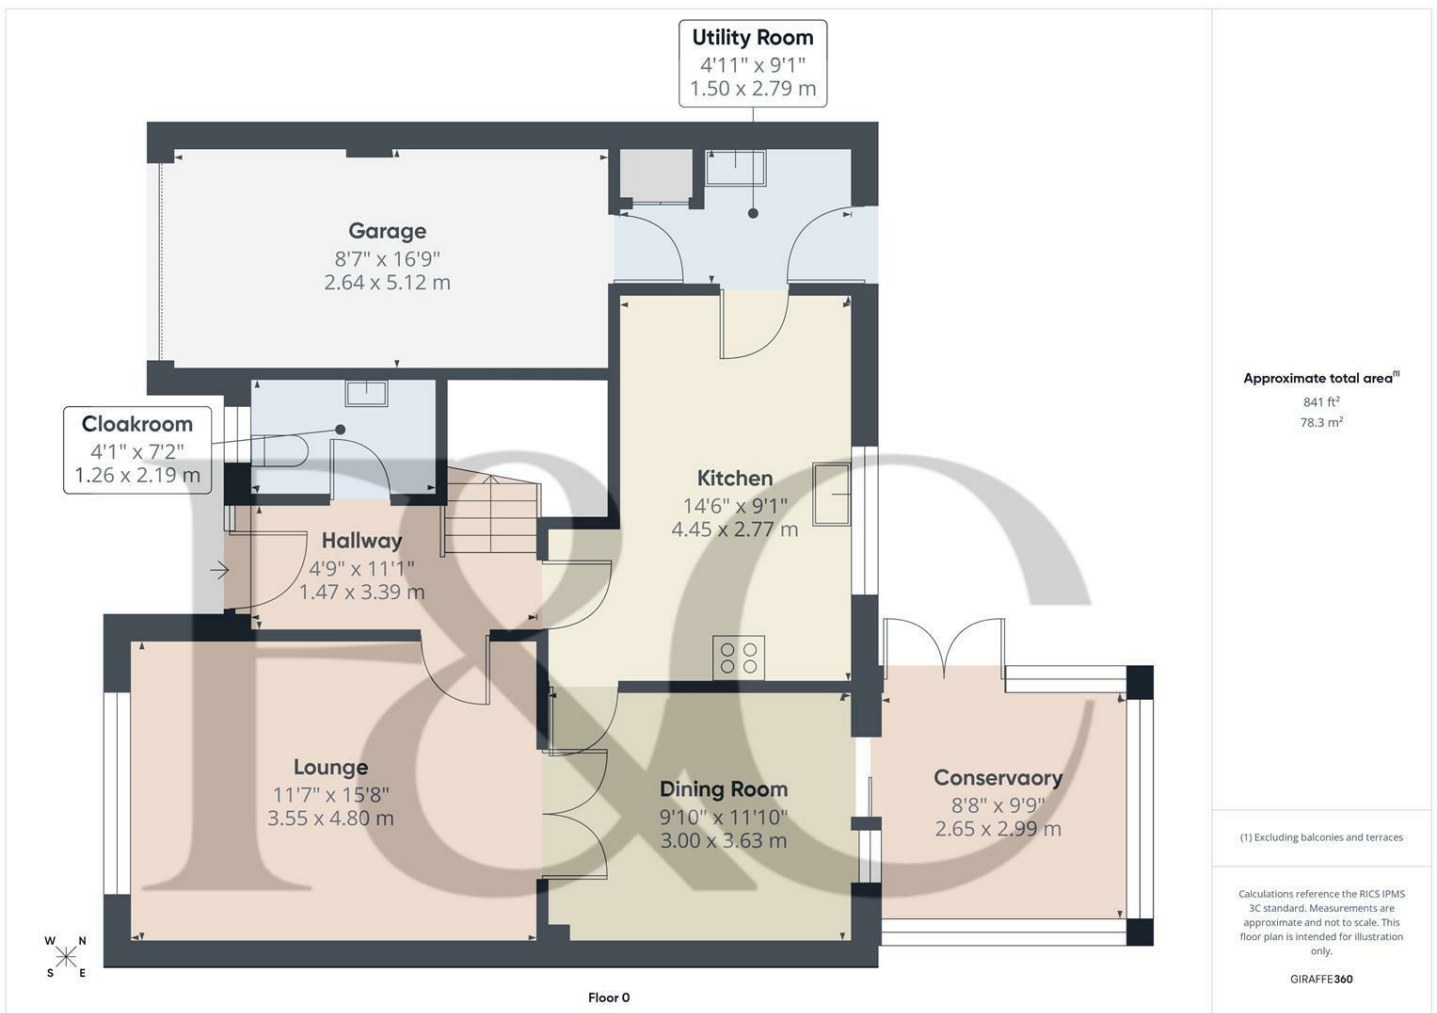 Utility Room
4'11" x 9'1"
1.50 x 2.79 m
Garage
8'7" x 16'9"
2.64 x 5.12 m
Cloakroom
4'1" x 7'2"
1.26 x 2.19 m
Kitchen
14'6" x 9'1"
4.45 x 2.77 m
Hallway
4'9" x 11'1"
1.47 x 3.39 m
Lounge
11'7" x 15'8"
3.55 x 4.80 m
Dining Room
9'10" x 11'10"
3.00 x 3.63 m
Conservaory
8'8" x 9'9"
2.65 x 2.99 m
F&C
W N
S E
Floor 0
Approximate total area(1)
841 ft²
78.3 m²
(1) Excluding balconies and terraces
Calculations reference the RICS IPMS
3C standard. Measurements are
approximate and not to scale. This
floor plan is intended for illustration
only.
GIRAFFE360